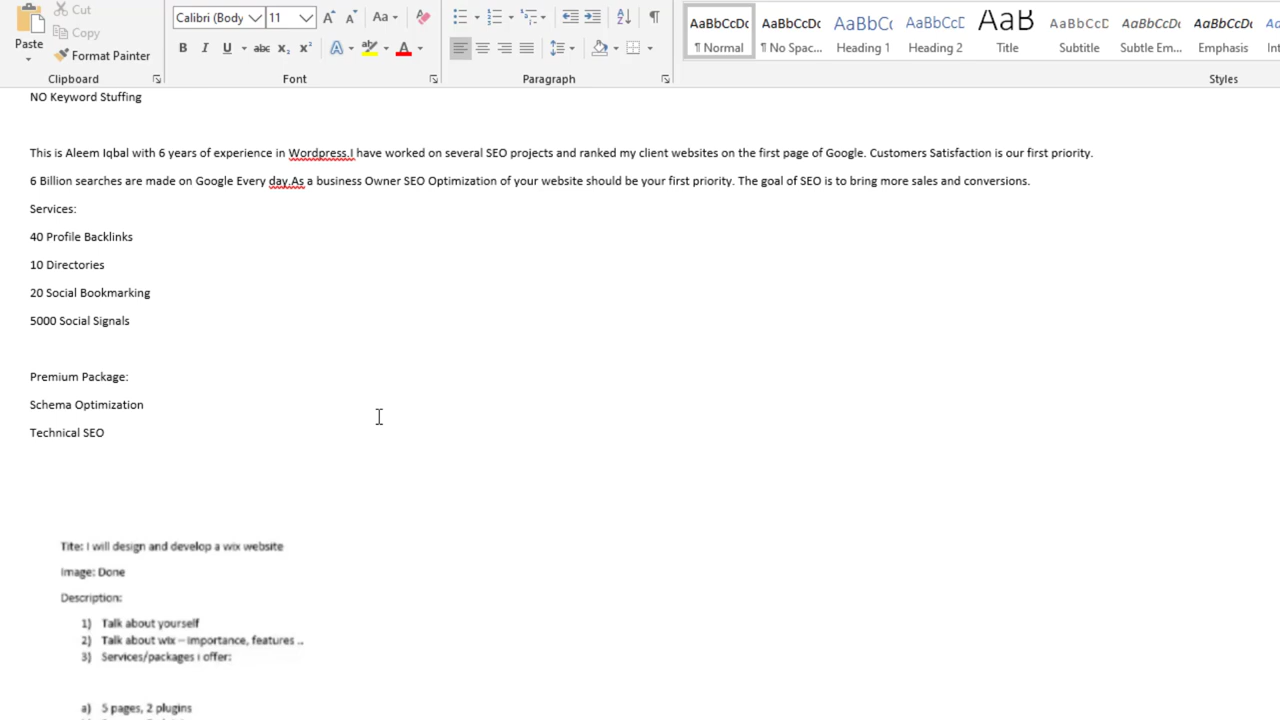 Cut
Copy
Paste
Format Painter
Clipboard
Calibri (Body
11
Aa
B I U abc x₂ x²
Font
Paragraph
AaBbCcDc AaBbCcDc AaBbCc AaBbCcD AaB AaBbCcD AaBbCcDc AaBbCcDc
¶ Normal ¶ No Spac... Heading 1 Heading 2 Title Subtitle Subtle Em... Emphasis
Styles
NO Keyword Stuffing
This is Aleem Iqbal with 6 years of experience in Wordpress.I have worked on several SEO projects and ranked my client websites on the first page of Google. Customers Satisfaction is our first priority.
6 Billion searches are made on Google Every day.As a business Owner SEO Optimization of your website should be your first priority. The goal of SEO is to bring more sales and conversions.
Services:
40 Profile Backlinks
10 Directories
20 Social Bookmarking
5000 Social Signals
Premium Package:
Schema Optimization
Technical SEO
Tite: I will design and develop a wix website
Image: Done
Description:
1) Talk about yourself
2) Talk about wix – Importance, features ..
3) Services/packages i offer:
a) 5 pages, 2 plugins